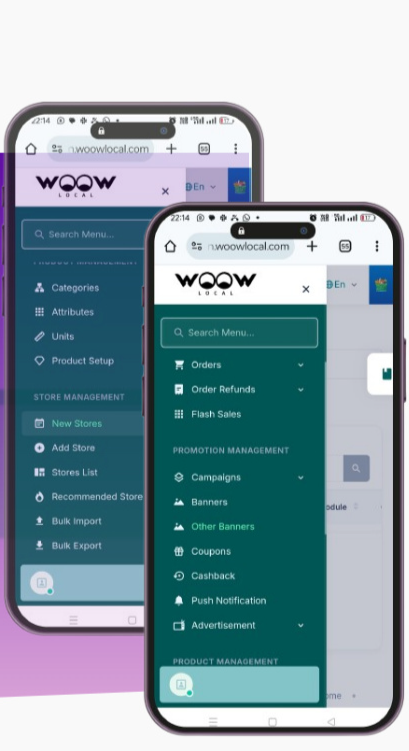 22:14
n.woowlocal.com
55
WOOW
LOCAL
×
En
Search Menu...
PRODUCT MANAGEMENT
Categories
Attributes
Units
Product Setup
STORE MANAGEMENT
New Stores
Add Store
Stores List
Recommended Store
Bulk Import
Bulk Export
22:14
n.woowlocal.com
55
WOOW
LOCAL
×
En
Search Menu...
Orders
Order Refunds
Flash Sales
PROMOTION MANAGEMENT
Campaigns
Banners
Other Banners
Coupons
Cashback
Push Notification
Advertisement
PRODUCT MANAGEMENT
odule
ome